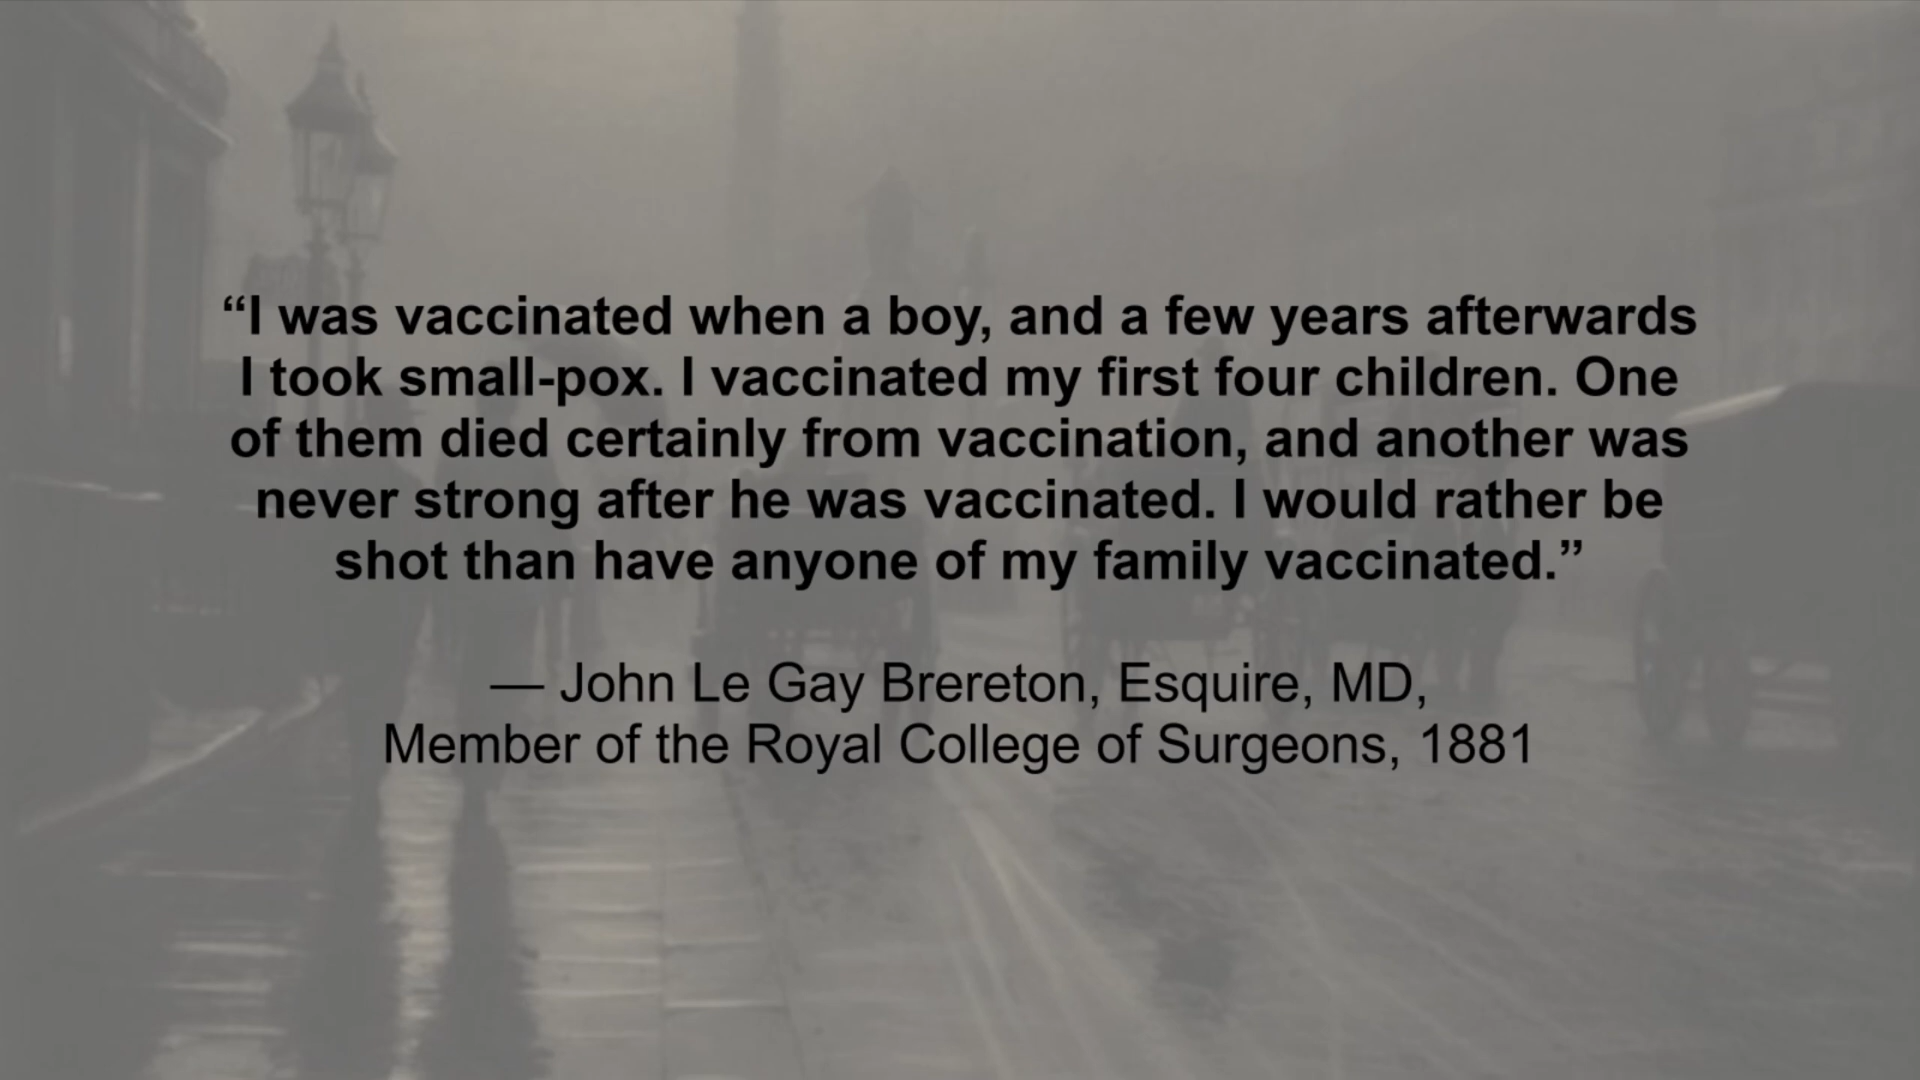 “I was vaccinated when a boy, and a few years afterwards
I took small-pox. I vaccinated my first four children. One
of them died certainly from vaccination, and another was
never strong after he was vaccinated. I would rather be
shot than have anyone of my family vaccinated.”
— John Le Gay Brereton, Esquire, MD,
Member of the Royal College of Surgeons, 1881